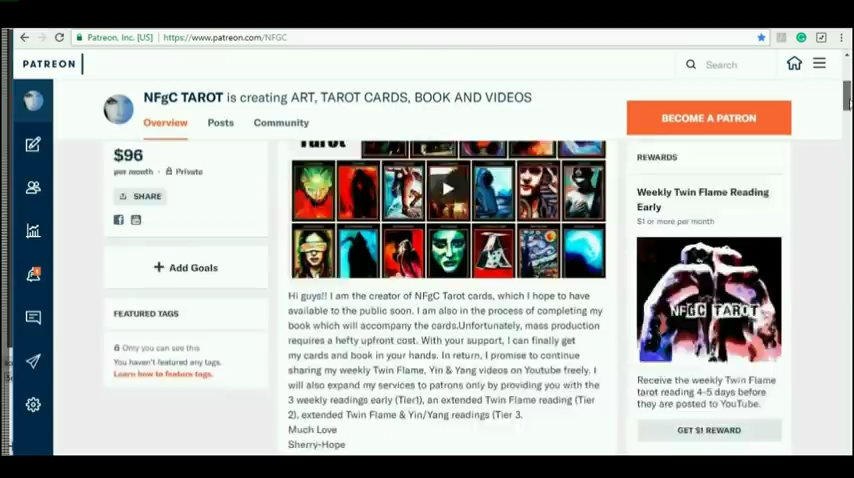 Patreon, Inc. [US] https://www.patreon.com/NFGC
PATREON
Search
NFgC TAROT is creating ART, TAROT CARDS, BOOK AND VIDEOS
Overview Posts Community
BECOME A PATRON
$96
per month · Private
SHARE
Add Goals
FEATURED TAGS
Only you can see this
You haven't featured any tags.
Learn how to feature tags.
Tarot
Hi guys!! I am the creator of NFgC Tarot cards, which I hope to have
available to the public soon. I am also in the process of completing my
book which will accompany the cards.Unfortunately, mass production
requires a hefty upfront cost. With your support, I can finally get
my cards and book in your hands. In return, I promise to continue
sharing my weekly Twin Flame, Yin & Yang videos on Youtube freely. I
will also expand my services to patrons only by providing you with the
3 weekly readings early (Tier1), an extended Twin Flame reading (Tier
2), extended Twin Flame & Yin/Yang readings (Tier 3.
Much Love
Sherry-Hope
REWARDS
Weekly Twin Flame Reading
Early
$1 or more per month
NFGC TAROT
Receive the weekly Twin Flame
tarot reading 4-5 days before
they are posted to YouTube.
GET $1 REWARD